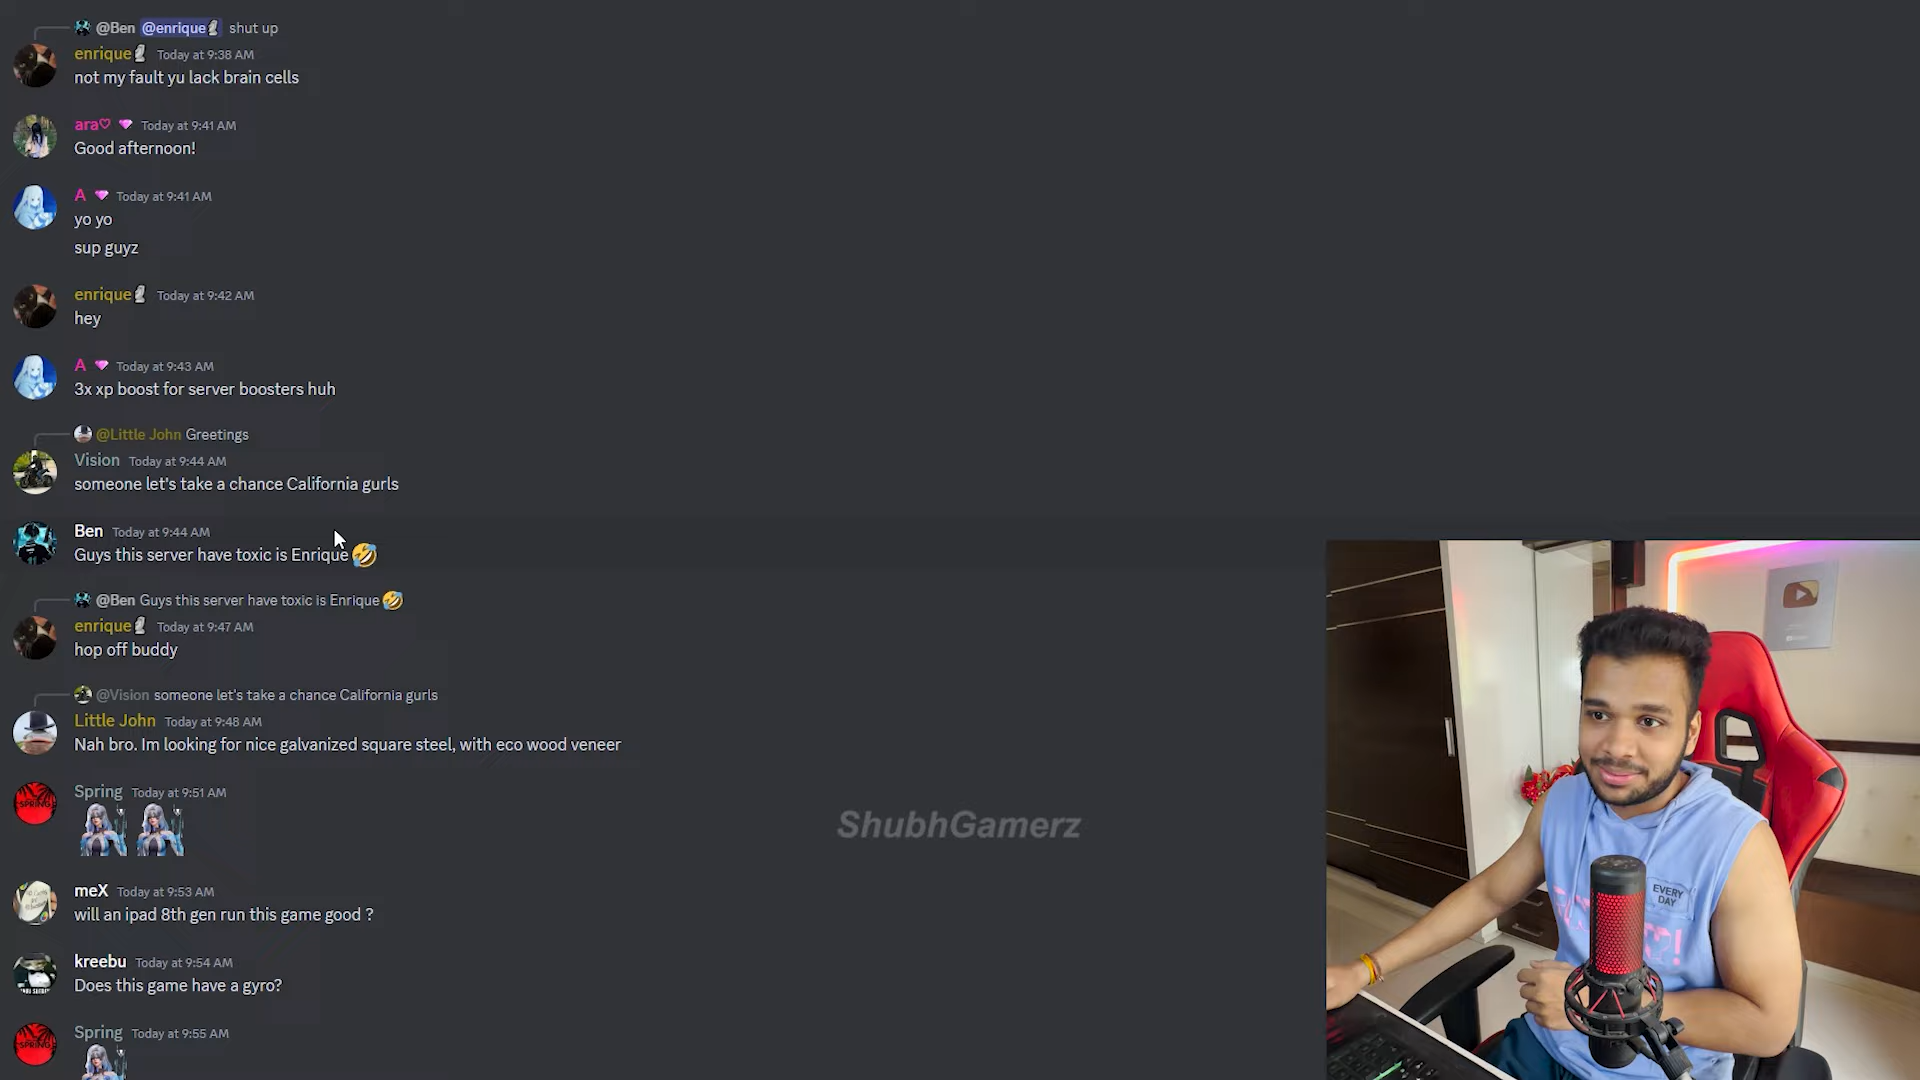 @Ben @enrique🗿 shut up
enrique🗿 Today at 9:38 AM
not my fault yu lack brain cells
ara♡ Today at 9:41 AM
Good afternoon!
A Today at 9:41 AM
yo yo
sup guyz
enrique🗿 Today at 9:42 AM
hey
A Today at 9:43 AM
3x xp boost for server boosters huh
@Little John Greetings
Vision Today at 9:44 AM
someone let's take a chance California gurls
Ben Today at 9:44 AM
Guys this server have toxic is Enrique 🤣
@Ben Guys this server have toxic is Enrique 🤣
enrique🗿 Today at 9:47 AM
hop off buddy
@Vision someone let's take a chance California gurls
Little John Today at 9:48 AM
Nah bro. Im looking for nice galvanized square steel, with eco wood veneer
Spring Today at 9:51 AM
SPRING
meX Today at 9:53 AM
will an ipad 8th gen run this game good ?
kreebu Today at 9:54 AM
Does this game have a gyro?
Spring Today at 9:55 AM
SPRING
ShubhGamerz
EVERY
DAY